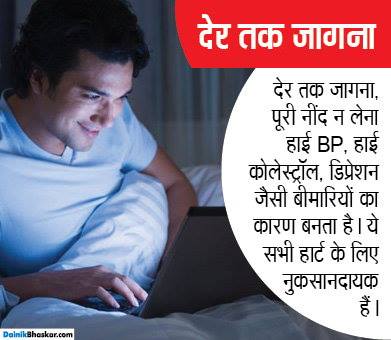 देर तक जागना
देर तक जागना,
पूरी नींद न लेना
हाई BP, हाई
कोलेस्ट्रॉल, डिप्रेशन
जैसी बीमारियों का
कारण बनता है। ये
सभी हार्ट के लिए
नुकसानदायक
हैं।
DainikBhaskar.com